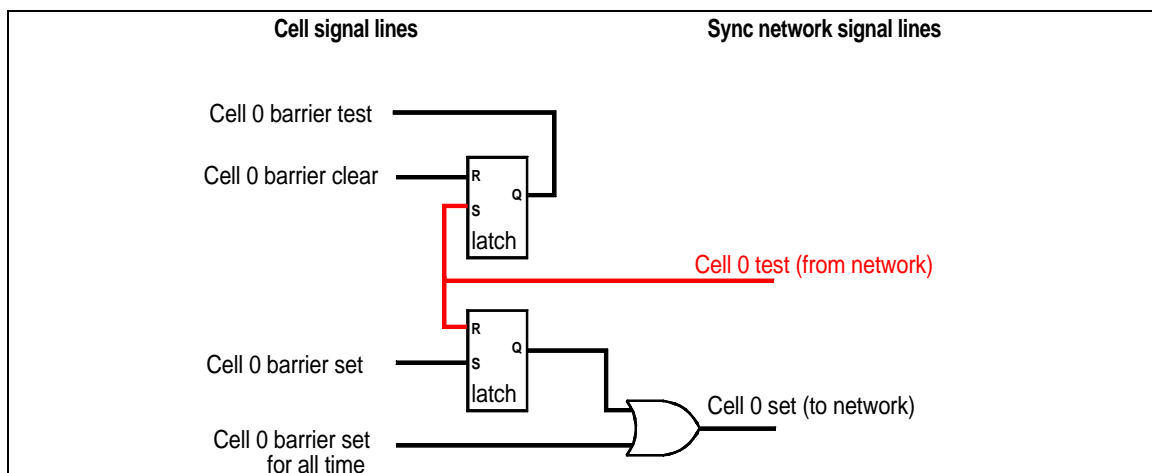 Cell signal lines
Sync network signal lines
Cell 0 barrier test
Cell 0 barrier clear
R
S
Q
latch
Cell 0 test (from network)
R
S
Q
latch
Cell 0 barrier set
Cell 0 set (to network)
Cell 0 barrier set
for all time